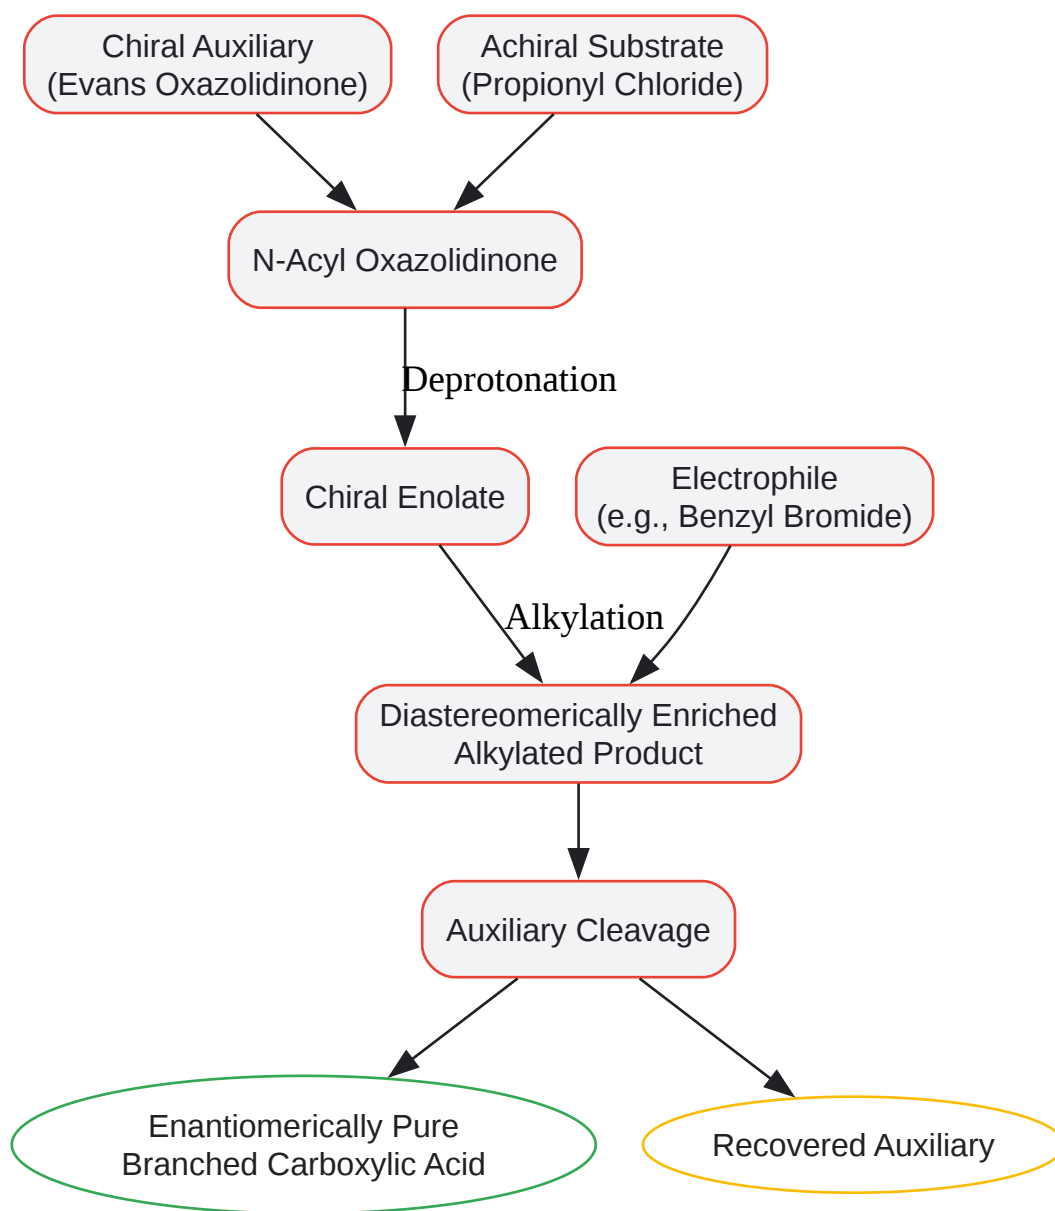 Chiral Auxiliary
(Evans Oxazolidinone)
Achiral Substrate
(Propionyl Chloride)
N-Acyl Oxazolidinone
Deprotonation
Chiral Enolate
Electrophile
(e.g., Benzyl Bromide)
Alkylation
Diastereomerically Enriched
Alkylated Product
Auxiliary Cleavage
Enantiomerically Pure
Branched Carboxylic Acid
Recovered Auxiliary